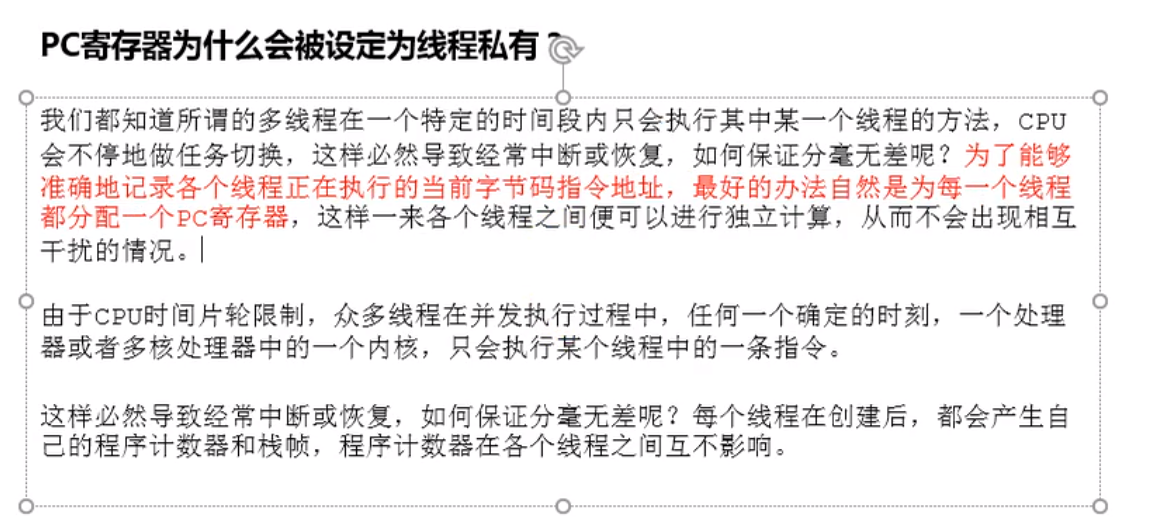 PC寄存器为什么会被设定为线程私有？
我们都知道所谓的多线程在一个特定的时间段内只会执行其中某一个线程的方法，CPU
会不停地做任务切换，这样必然导致经常中断或恢复，如何保证分毫无差呢？为了能够
准确地记录各个线程正在执行的当前字节码指令地址，最好的办法自然是为每一个线程
都分配一个PC寄存器，这样一来各个线程之间便可以进行独立计算，从而不会出现相互
干扰的情况。
由于CPU时间片轮限制，众多线程在并发执行过程中，任何一个确定的时刻，一个处理
器或者多核处理器中的一个内核，只会执行某个线程中的一条指令。
这样必然导致经常中断或恢复，如何保证分毫无差呢？每个线程在创建后，都会产生自
己的程序计数器和栈帧，程序计数器在各个线程之间互不影响。